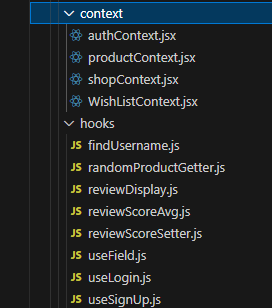 context
authContext.jsx
productContext.jsx
shopContext.jsx
WishListContext.jsx
hooks
JS findUsername.js
JS randomProductGetter.js
JS reviewDisplay.js
JS reviewScoreAvg.js
JS reviewScoreSetter.js
JS useField.js
JS useLogin.js
JS useSignUp.js